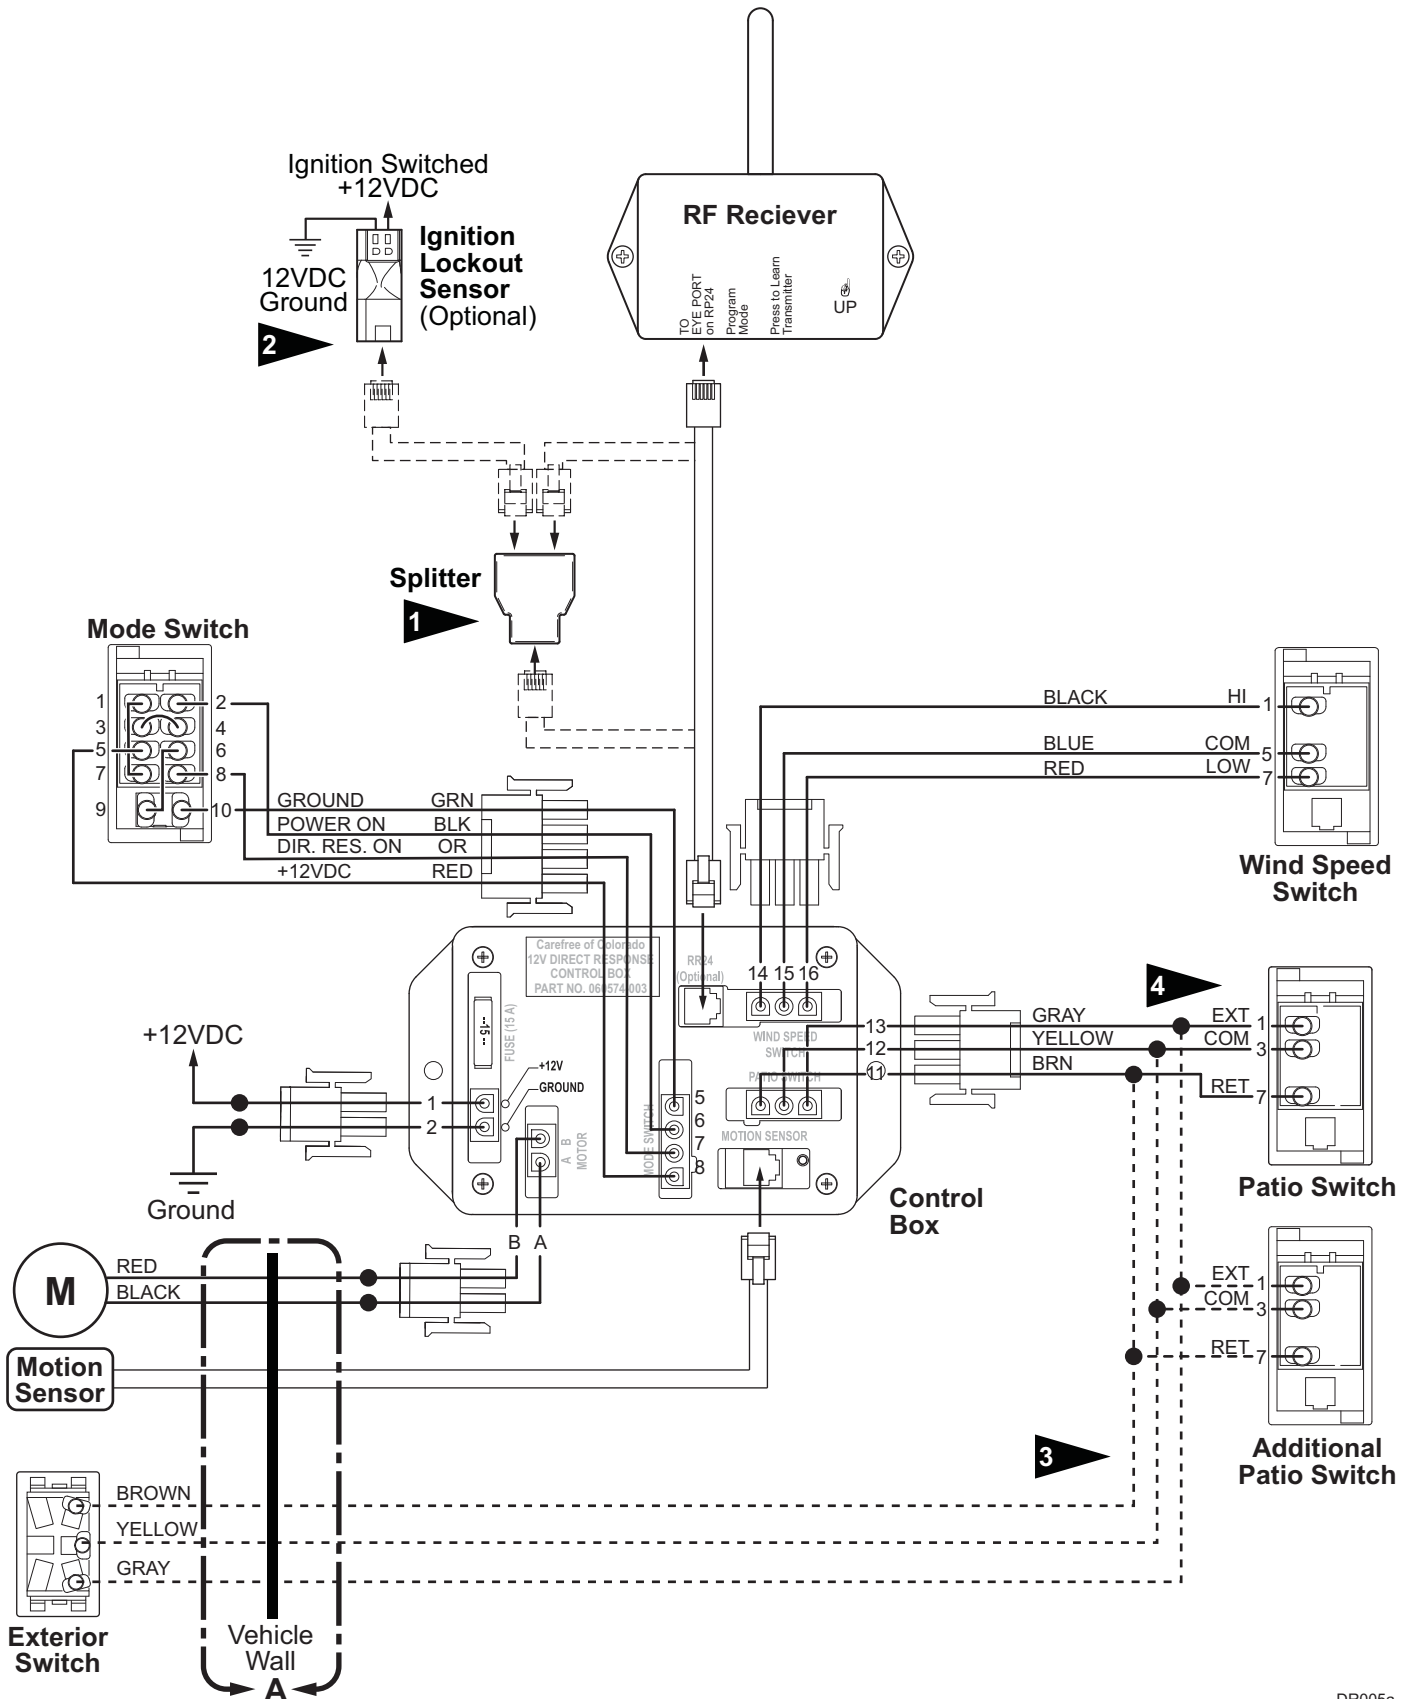 Ignition Switched
+12VDC
Ignition
Lockout
Sensor
(Optional)
12VDC
Ground
2
RF Reciever
TO
EYE PORT
on RP24
Program
Mode
Press to Learn
Transmitter
UP
Splitter
1
Mode Switch
1
2
3
4
5
6
7
8
9
10
GROUND GRN
POWER ON BLK
DIR. RES. ON OR
+12VDC RED
BLACK HI 1
BLUE COM 5
RED LOW 7
Wind Speed
Switch
Carefree of Colorado
12V DIRECT RESPONSE
CONTROL BOX
PART NO. 060574-003
RR24
(Optional)
14 15 16
WIND SPEED
SWITCH
PATIO SWITCH
13
12
11
--15--
FUSE (15 A)
+12V
GROUND
+12VDC
1
2
Ground
A B
MOTOR
MODE SWITCH
5
6
7
8
MOTION SENSOR
Control
Box
4
GRAY EXT 1
YELLOW COM 3
BRN RET 7
Patio Switch
B A
M
RED
BLACK
Motion
Sensor
EXT 1
COM 3
RET 7
Additional
Patio Switch
3
BROWN
YELLOW
GRAY
Exterior
Switch
Vehicle
Wall
A
DR005a